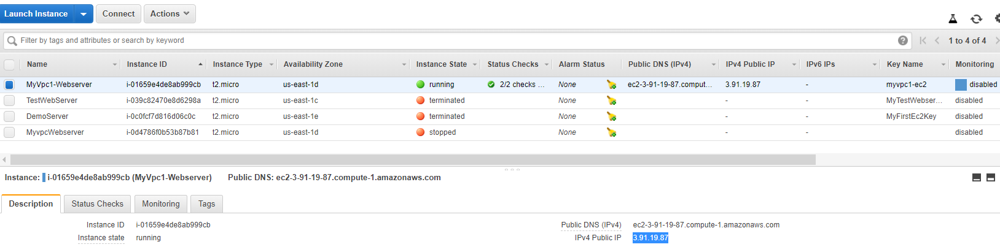 Launch Instance Connect Actions
Filter by tags and attributes or search by keyword 1 to 4 of 4
Name Instance ID Instance Type Availability Zone Instance State Status Checks Alarm Status Public DNS (IPv4) IPv4 Public IP IPv6 IPs Key Name Monitoring
MyVpc1-Webserver i-01659e4de8ab999cb t2.micro us-east-1d running 2/2 checks ... None ec2-3-91-19-87.comput... 3.91.19.87 - myvpc1-ec2 disabled
TestWebServer i-039c82470e8d6298a t2.micro us-east-1c terminated None - - MyTestWebser... disabled
DemoServer i-0c0fcf7d816d06c0c t2.micro us-east-1e terminated None - - MyFirstEc2Key disabled
MyvpcWebserver i-0d4786f0b53b87b81 t2.micro us-east-1d stopped None - - disabled
Instance: i-01659e4de8ab999cb (MyVpc1-Webserver) Public DNS: ec2-3-91-19-87.compute-1.amazonaws.com
Description Status Checks Monitoring Tags
Instance ID i-01659e4de8ab999cb Public DNS (IPv4) ec2-3-91-19-87.compute-1.amazonaws.com
Instance state running IPv4 Public IP 3.91.19.87